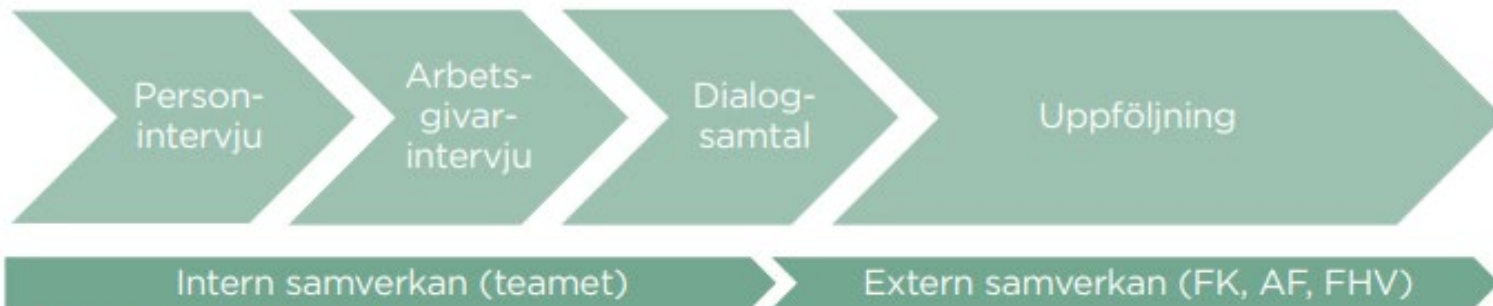 Person-
intervju
Arbets-
givar-
intervju
Dialog-
samtal
Uppföljning
Intern samverkan (teamet)
Extern samverkan (FK, AF, FHV)